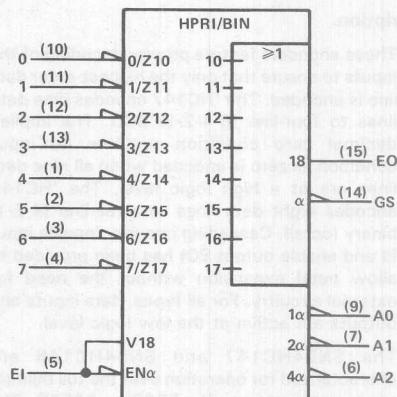 HPRI/BIN
≥1
0 (10) 0/Z10 10
1 (11) 1/Z11 11
2 (12) 2/Z12 12
3 (13) 3/Z13 13
4 (1) 4/Z14 14
5 (2) 5/Z15 15
6 (3) 6/Z16 16
7 (4) 7/Z17 17
18 (15) EO
α (14) GS
V18
EI (5) ENα
1α (9) A0
2α (7) A1
4α (6) A2